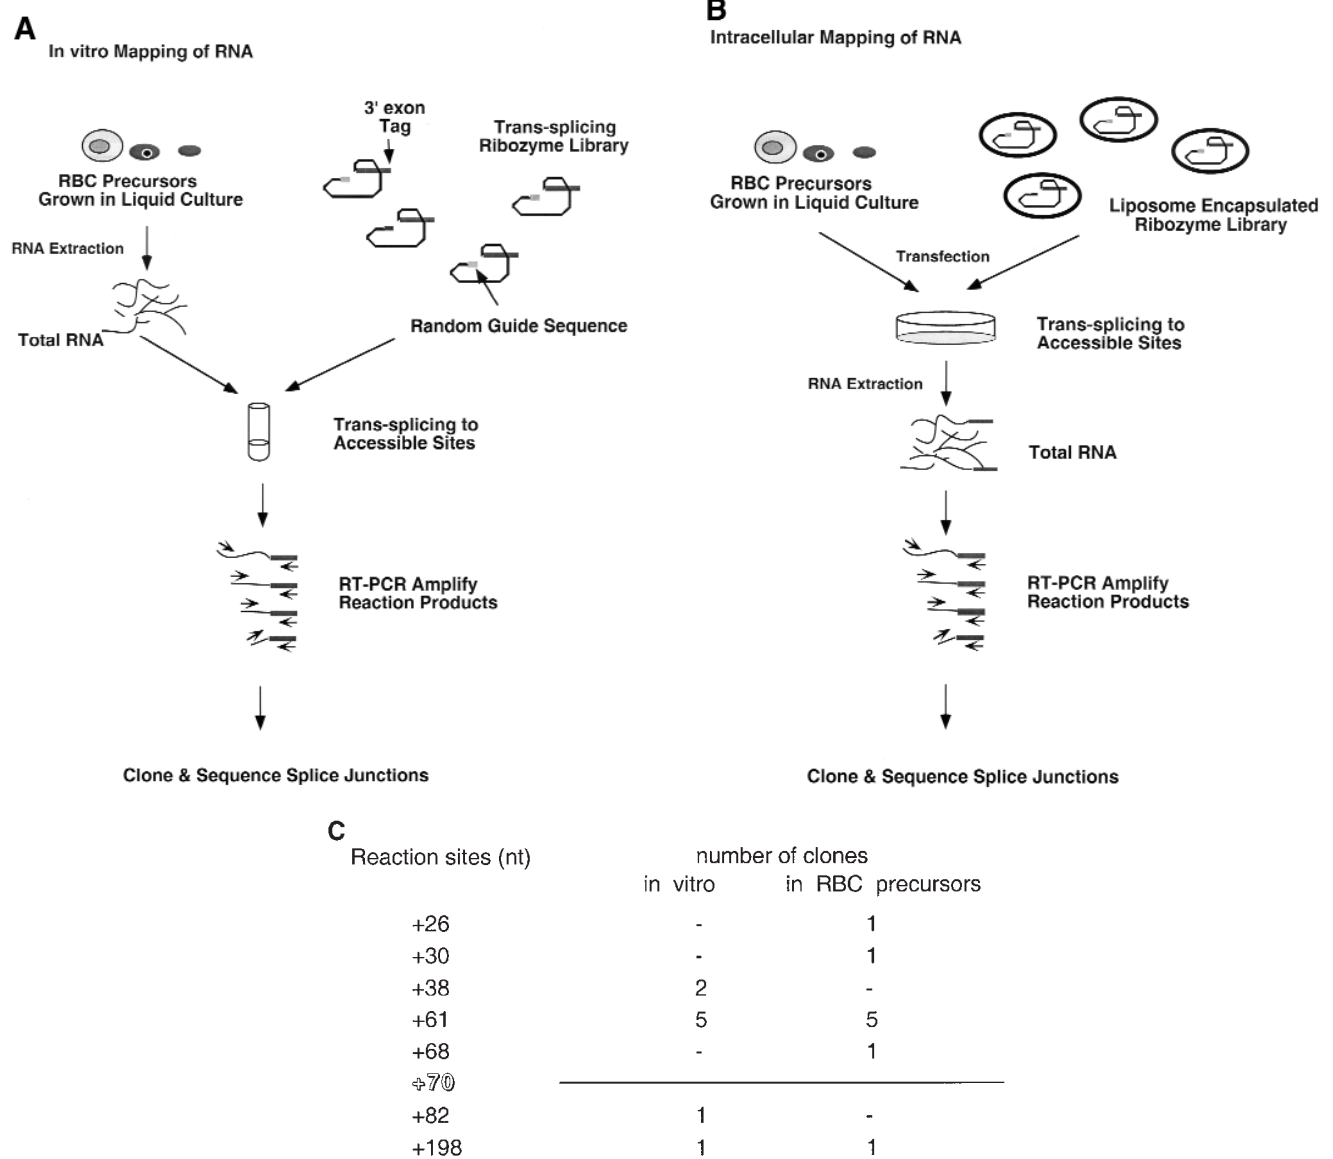 A
In vitro Mapping of RNA
3' exon
Tag
Trans-splicing
Ribozyme Library
RBC Precursors
Grown in Liquid Culture
RNA Extraction
Total RNA
Random Guide Sequence
Trans-splicing to
Accessible Sites
RT-PCR Amplify
Reaction Products
Clone & Sequence Splice Junctions
B
Intracellular Mapping of RNA
RBC Precursors
Grown in Liquid Culture
Liposome Encapsulated
Ribozyme Library
Transfection
Trans-splicing to
Accessible Sites
RNA Extraction
Total RNA
RT-PCR Amplify
Reaction Products
Clone & Sequence Splice Junctions
C
Reaction sites (nt) number of clones
in vitro in RBC precursors
+26 - 1
+30 - 1
+38 2 -
+61 5 5
+68 - 1
+70
+82 1 -
+198 1 1